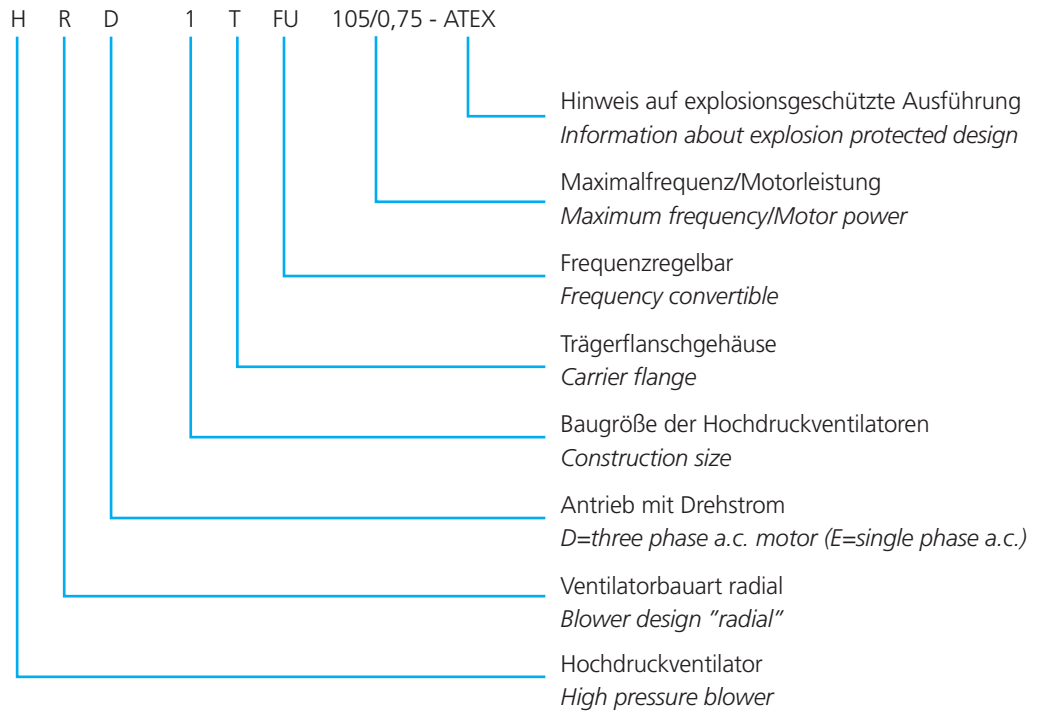 H R D 1 T FU 105/0,75 - ATEX
Hinweis auf explosionsgeschützte Ausführung
Information about explosion protected design
Maximalfrequenz/Motorleistung
Maximum frequency/Motor power
Frequenzregelbar
Frequency convertible
Trägerflanschgehäuse
Carrier flange
Baugröße der Hochdruckventilatoren
Construction size
Antrieb mit Drehstrom
D=three phase a.c. motor (E=single phase a.c.)
Ventilatorbauart radial
Blower design ”radial”
Hochdruckventilator
High pressure blower